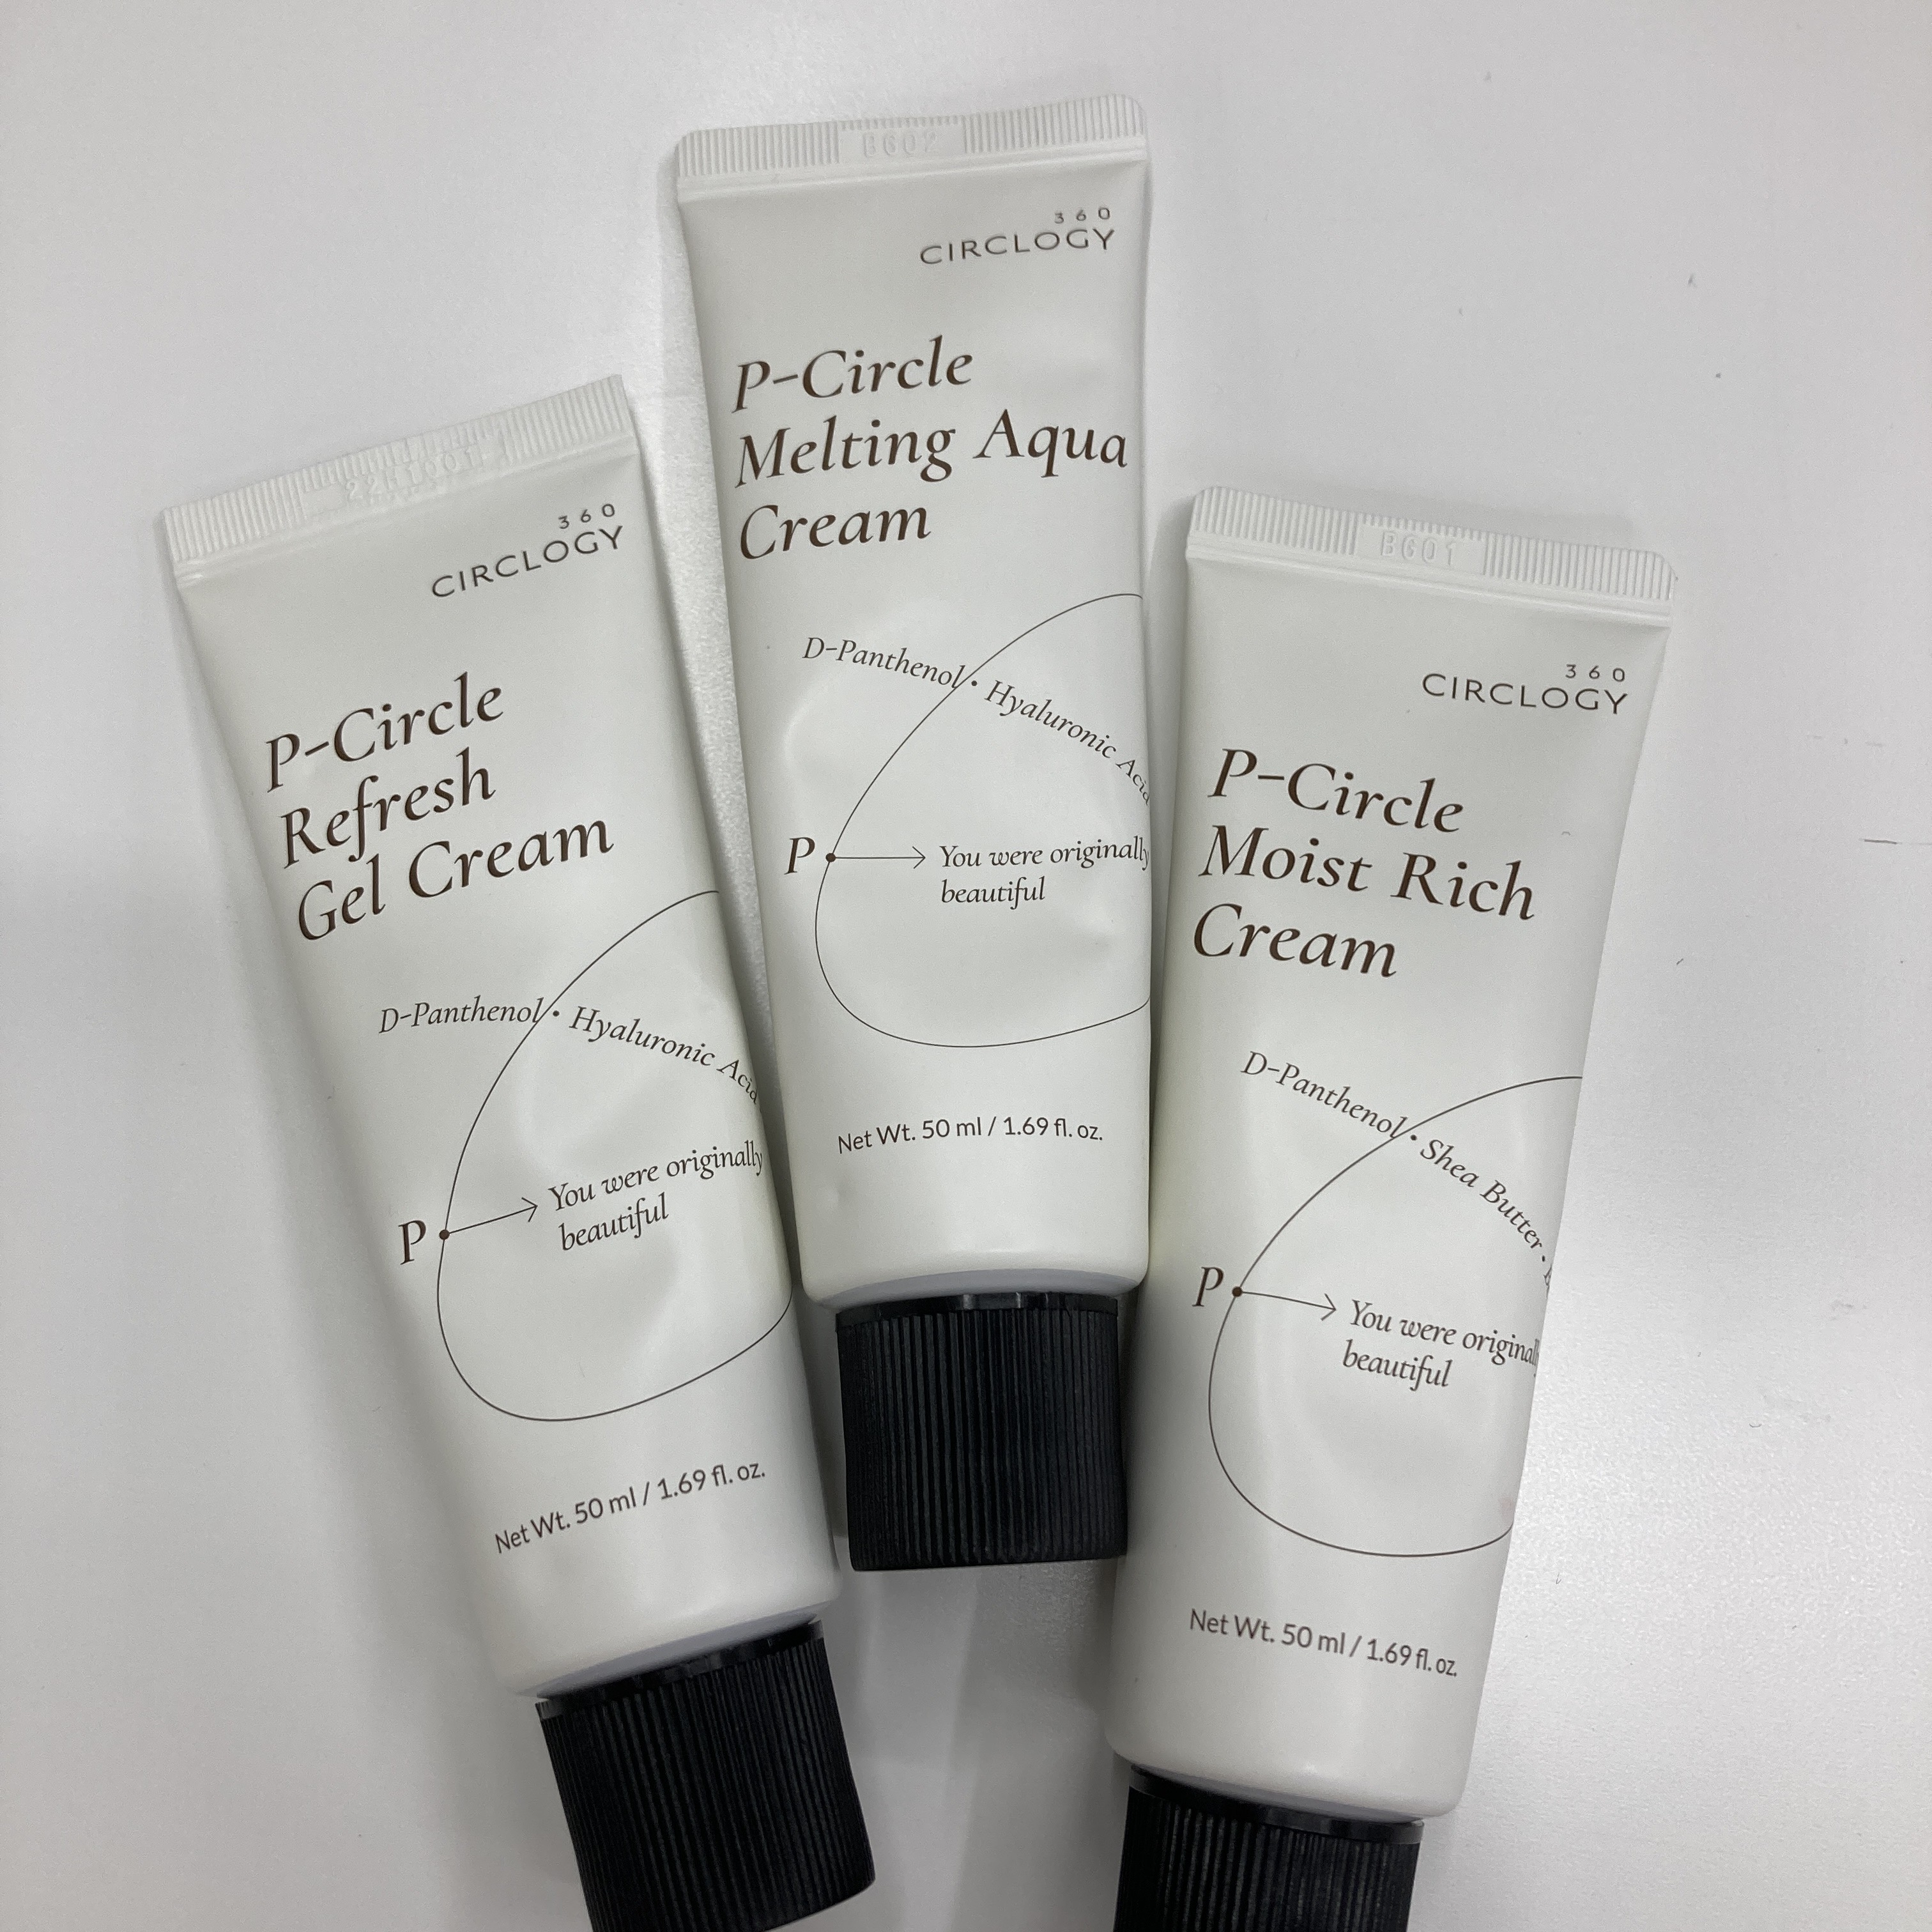 22H1001
360
CIRCLOGY
P-Circle
Refresh
Gel Cream
D-Panthenol • Hyaluronic Acid
P
You were originally
beautiful
Net Wt. 50 ml / 1.69 fl. oz.
BG02
360
CIRCLOGY
P-Circle
Melting Aqua
Cream
D-Panthenol • Hyaluronic Acid
P
You were originally
beautiful
Net Wt. 50 ml / 1.69 fl. oz.
BG01
360
CIRCLOGY
P-Circle
Moist Rich
Cream
D-Panthenol • Shea Butter •
P
You were originally
beautiful
Net Wt. 50 ml / 1.69 fl. oz.